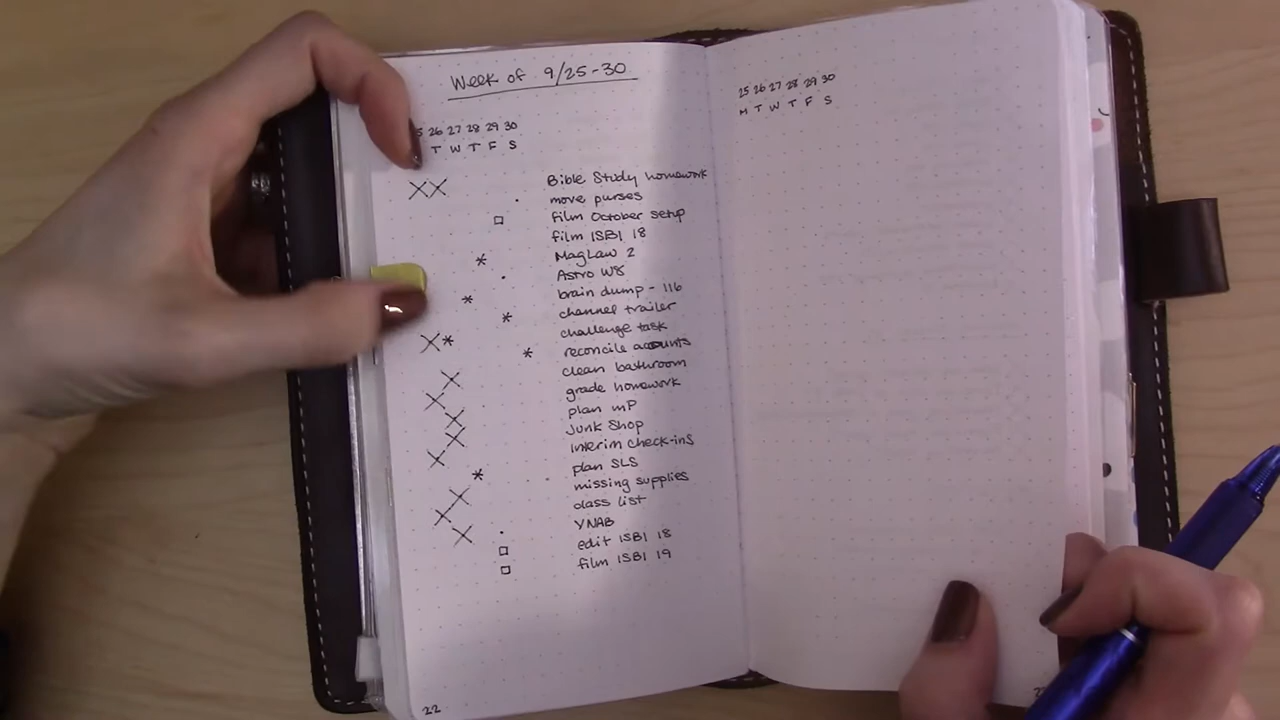 Week of 9/25-30
5 26 27 28 29 30
T W T F S
Bible Study homework
move purses
film October setup
film ISBI 18
MagLaw 2
Astro W8
brain dump - 116
channel trailer
challenge task
reconcile accounts
clean bathroom
grade homework
plan MP
Junk Shop
interim check-ins
plan SLS
missing supplies
class list
YNAB
edit ISBI 18
film ISBI 19
22
25 26 27 28 29 30
M T W T F S